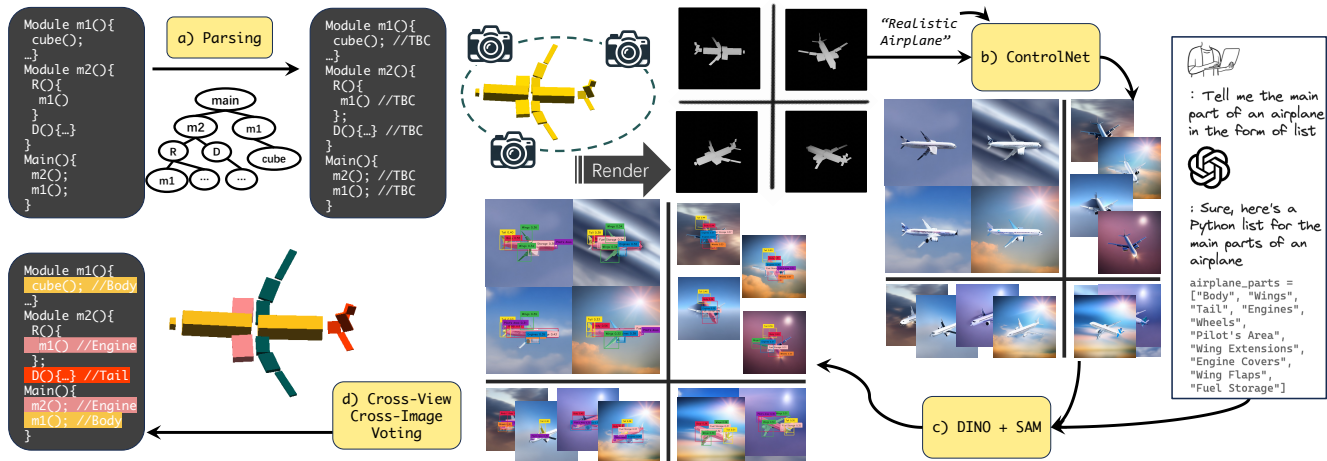 Module m1(){
cube();
…}
Module m2(){
R(){
m1()
}
D(){…}
}
Main(){
m2();
m1();
}
a) Parsing
main
m2
m1
R
D
cube
m1
...
...
Module m1(){
cube(); //TBC
…}
Module m2(){
R(){
m1() //TBC
};
D(){…} //TBC
}
Main(){
m2(); //TBC
m1(); //TBC
}
Render
“Realistic
Airplane”
b) ControlNet
: Tell me the main
part of an airplane
in the form of list
: Sure, here's a
Python list for the
main parts of an
airplane
airplane_parts =
["Body", "Wings",
"Tail", "Engines",
"Wheels",
"Pilot's Area",
"Wing Extensions",
"Engine Covers",
"Wing Flaps",
"Fuel Storage"]
c) DINO + SAM
d) Cross-View
Cross-Image
Voting
Module m1(){
cube(); //Body
…}
Module m2(){
R(){
m1() //Engine
};
D(){…} //Tail
Main(){
m2(); //Engine
m1(); //Body
}